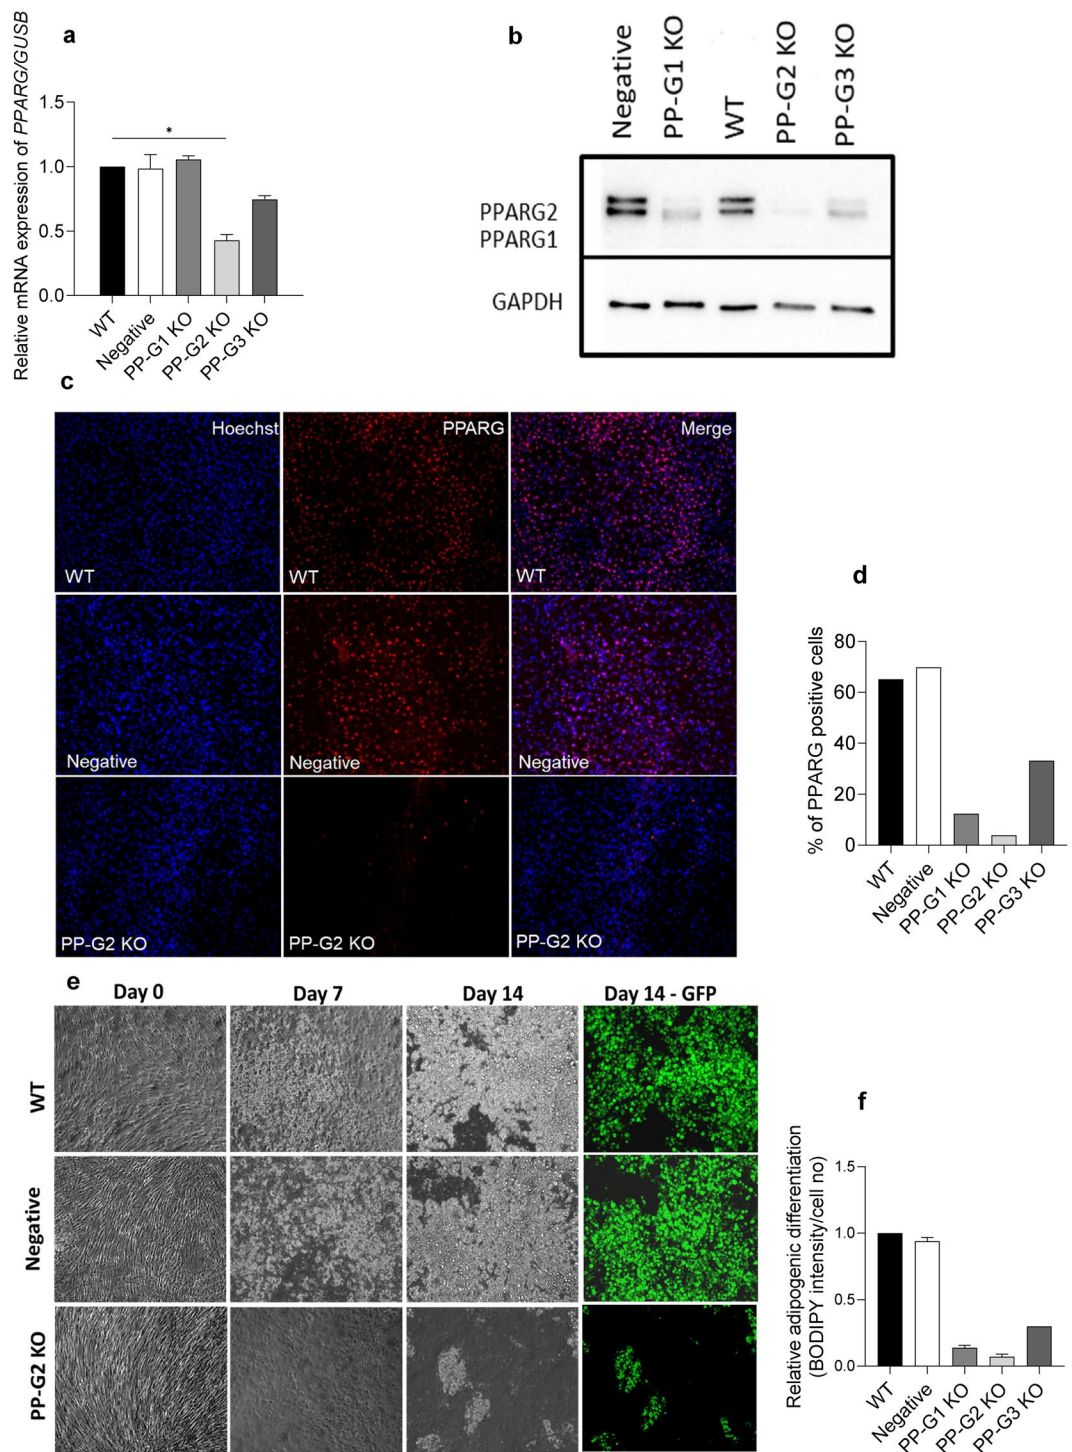 a
Relative mRNA expression of PPARG/GUSB
1.5
1.0
0.5
0.0
*
WT
Negative
PP-G1 KO
PP-G2 KO
PP-G3 KO
b
Negative
PP-G1 KO
WT
PP-G2 KO
PP-G3 KO
PPARG2
PPARG1
GAPDH
c
Hoechst
PPARG
Merge
WT
WT
WT
Negative
Negative
Negative
PP-G2 KO
PP-G2 KO
PP-G2 KO
d
% of PPARG positive cells
80
60
40
20
0
WT
Negative
PP-G1 KO
PP-G2 KO
PP-G3 KO
e
Day 0
Day 7
Day 14
Day 14 - GFP
WT
Negative
PP-G2 KO
f
Relative adipogenic differentiation
(BODIPY intensity/cell no)
1.5
1.0
0.5
0.0
WT
Negative
PP-G1 KO
PP-G2 KO
PP-G3 KO